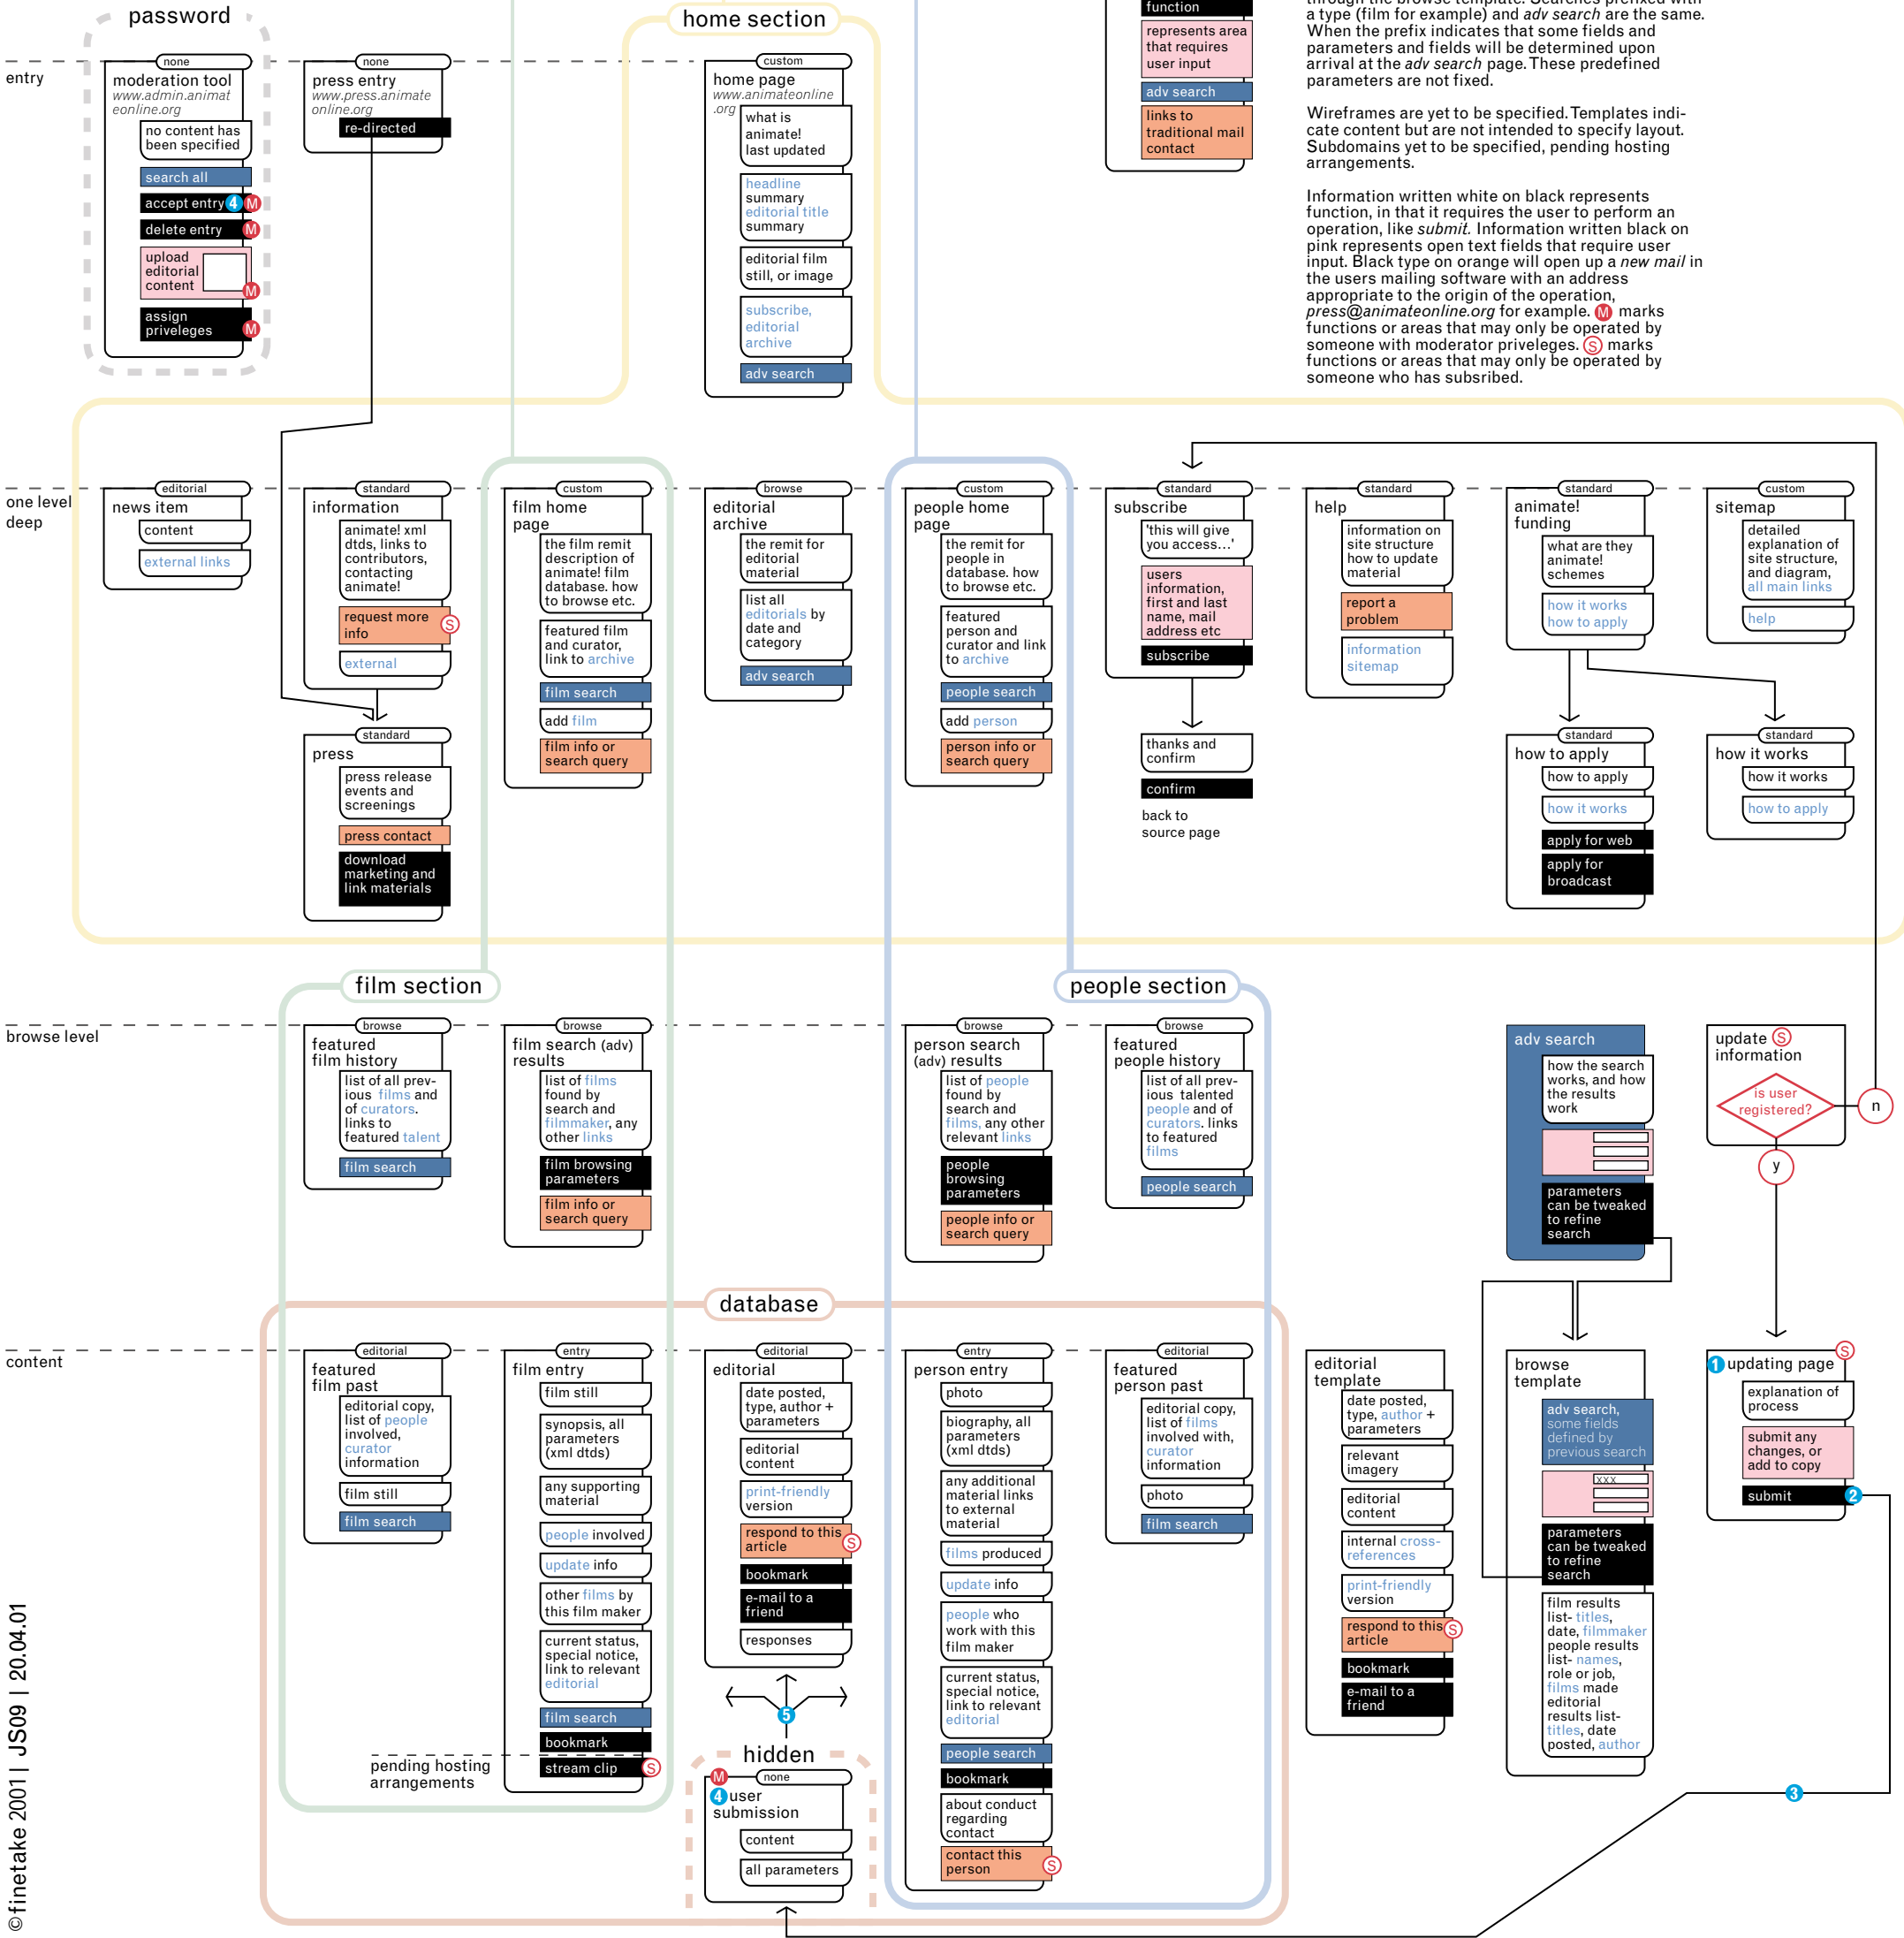 password
none
moderation tool
www.admin.animat
eonline.org
no content has
been specified
search all
accept entry 4 M
delete entry M
upload
editorial
content
M
assign
priveleges M
none
press entry
www.press.animate
online.org
re-directed
entry
home section
custom
home page
www.animateonline
.org
what is
animate!
last updated
headline
summary
editorial title
summary
editorial film
still, or image
subscribe,
editorial
archive
adv search
function
represents area
that requires
user input
adv search
links to
traditional mail
contact
through the browse template. Searches prefixed with
a type (film for example) and adv search are the same.
When the prefix indicates that some fields and
parameters and fields will be determined upon
arrival at the adv search page. These predefined
parameters are not fixed.
Wireframes are yet to be specified. Templates indi-
cate content but are not intended to specify layout.
Subdomains yet to be specified, pending hosting
arrangements.
Information written white on black represents
function, in that it requires the user to perform an
operation, like submit. Information written black on
pink represents open text fields that require user
input. Black type on orange will open up a new mail in
the users mailing software with an address
appropriate to the origin of the operation,
press@animateonline.org for example. M marks
functions or areas that may only be operated by
someone with moderator priveleges. S marks
functions or areas that may only be operated by
someone who has subsribed.
one level
deep
editorial
news item
content
external links
standard
information
animate! xml
dtds, links to
contributors,
contacting
animate!
request more
info S
external
standard
press
press release
events and
screenings
press contact
download
marketing and
link materials
custom
film home
page
the film remit
description of
animate! film
database. how
to browse etc.
featured film
and curator,
link to archive
film search
add film
film info or
search query
browse
editorial
archive
the remit for
editorial
material
list all
editorials by
date and
category
adv search
custom
people home
page
the remit for
people in
database. how
to browse etc.
featured
person and
curator and link
to archive
people search
add person
person info or
search query
standard
subscribe
'this will give
you access...'
users
information,
first and last
name, mail
address etc
subscribe
thanks and
confirm
confirm
back to
source page
standard
help
information on
site structure
how to update
material
report a
problem
information
sitemap
standard
animate!
funding
what are they
animate!
schemes
how it works
how to apply
standard
how to apply
how to apply
how it works
apply for web
apply for
broadcast
custom
sitemap
detailed
explanation of
site structure,
and diagram,
all main links
help
standard
how it works
how it works
how to apply
film section
people section
browse level
browse
featured
film history
list of all prev-
ious films and
of curators.
links to
featured talent
film search
browse
film search (adv)
results
list of films
found by
search and
filmmaker, any
other links
film browsing
parameters
film info or
search query
browse
person search
(adv) results
list of people
found by
search and
films, any other
relevant links
people
browsing
parameters
people info or
search query
browse
featured
people history
list of all prev-
ious talented
people and of
curators. links
to featured
films
people search
adv search
how the search
works, and how
the results
work
parameters
can be tweaked
to refine
search
update S
information
is user
registered?
n
y
database
content
editorial
featured
film past
editorial copy,
list of people
involved,
curator
information
film still
film search
entry
film entry
film still
synopsis, all
parameters
(xml dtds)
any supporting
material
people involved
update info
other films by
this film maker
current status,
special notice,
link to relevant
editorial
film search
bookmark
stream clip S
pending hosting
arrangements
editorial
editorial
date posted,
type, author +
parameters
editorial
content
print-friendly
version
respond to this
article S
bookmark
e-mail to a
friend
responses
5
hidden
M none
4 user
submission
content
all parameters
entry
person entry
photo
biography, all
parameters
(xml dtds)
any additional
material links
to external
material
films produced
update info
people who
work with this
film maker
current status,
special notice,
link to relevant
editorial
people search
bookmark
about conduct
regarding
contact
contact this
person S
editorial
featured
person past
editorial copy,
list of films
involved with,
curator
information
photo
film search
editorial
template
date posted,
type, author +
parameters
relevant
imagery
editorial
content
internal cross-
references
print-friendly
version
respond to this
article S
bookmark
e-mail to a
friend
browse
template
adv search,
some fields
defined by
previous search
xxx
parameters
can be tweaked
to refine
search
film results
list- titles,
date, filmmaker
people results
list- names,
role or job,
films made
editorial
results list-
titles, date
posted, author
S
1 updating page
explanation of
process
submit any
changes, or
add to copy
submit 2
3
©finetake 2001 | JS09 | 20.04.01